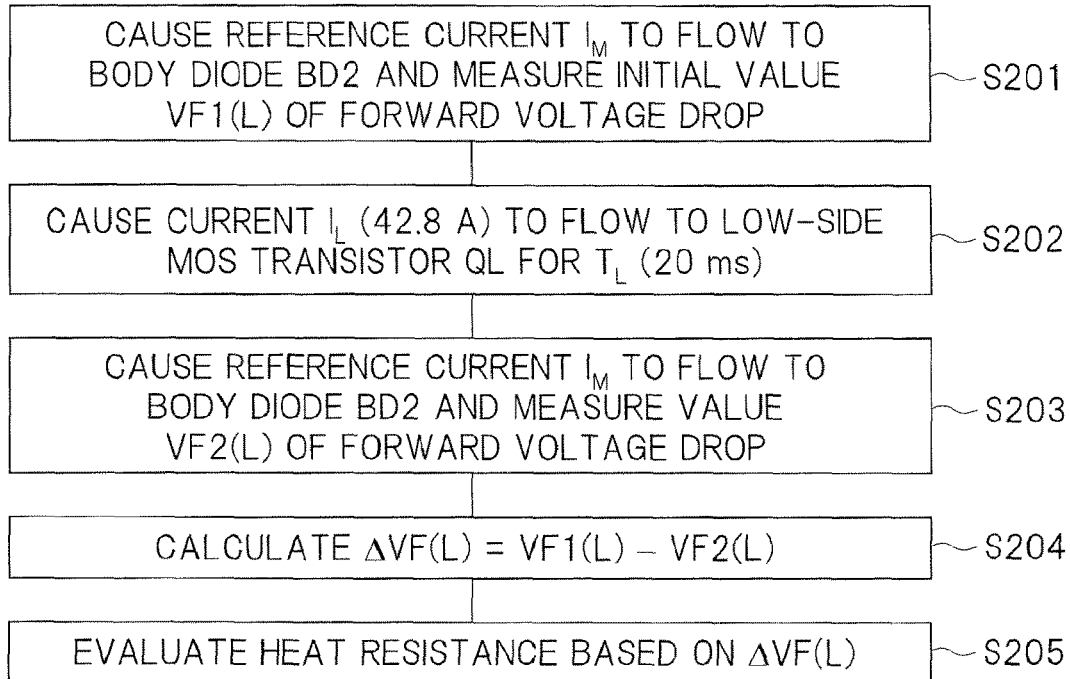 CAUSE REFERENCE CURRENT I_M TO FLOW TO
BODY DIODE BD2 AND MEASURE INITIAL VALUE
VF1(L) OF FORWARD VOLTAGE DROP
S201
CAUSE CURRENT I_L (42.8 A) TO FLOW TO LOW-SIDE
MOS TRANSISTOR QL FOR T_L (20 ms)
S202
CAUSE REFERENCE CURRENT I_M TO FLOW TO
BODY DIODE BD2 AND MEASURE VALUE
VF2(L) OF FORWARD VOLTAGE DROP
S203
CALCULATE ΔVF(L) = VF1(L) – VF2(L)
S204
EVALUATE HEAT RESISTANCE BASED ON ΔVF(L)
S205